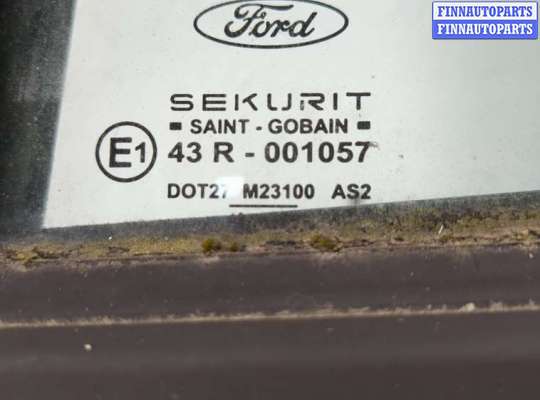 FINNAUTOPARTS
FINNAUTOPARTS
Ford
SEKURIT
SAINT - GOBAIN
E1 43 R - 001057
DOT27 M23100 AS2